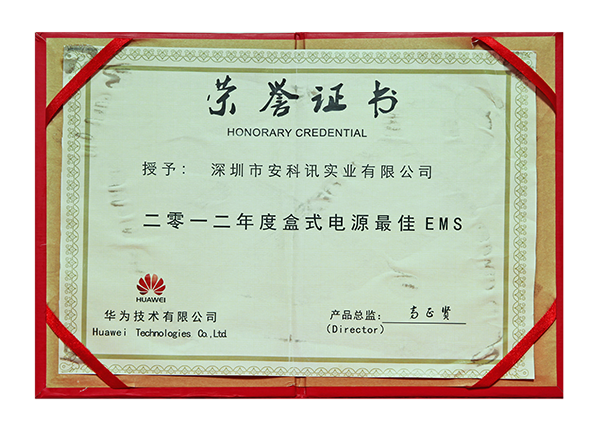 荣誉证书
HONORARY CREDENTIAL
授予： 深圳市安科讯实业有限公司
二零一二年度盒式电源最佳EMS
HUAWEI
华为技术有限公司
Huawei Technologies Co.,Ltd
产品总监：
(Director)